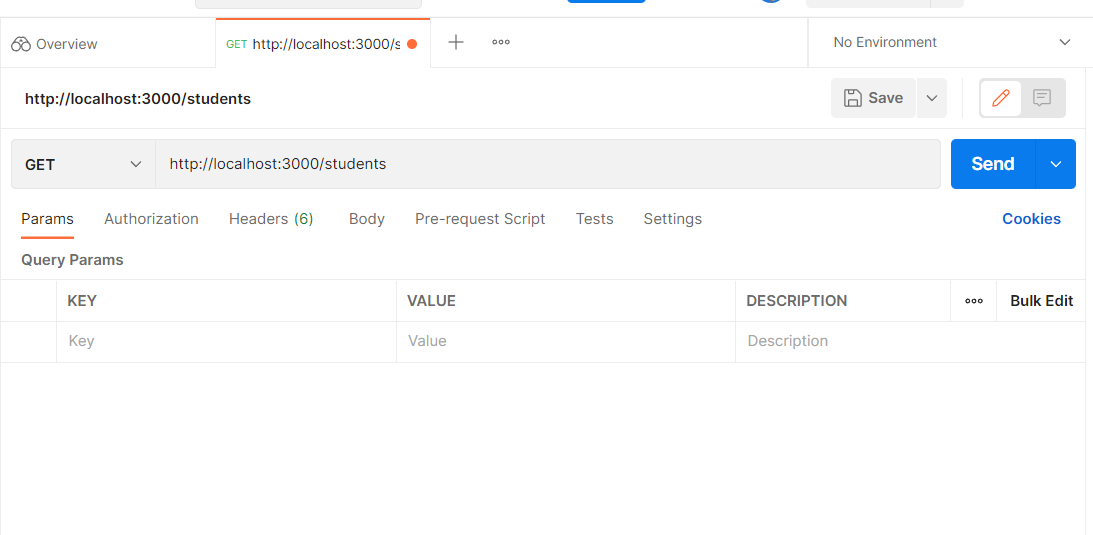 Overview
GET http://localhost:3000/s
No Environment
http://localhost:3000/students
Save
GET
http://localhost:3000/students
Send
Params Authorization Headers (6) Body Pre-request Script Tests Settings Cookies
Query Params
KEY VALUE DESCRIPTION Bulk Edit
Key Value Description